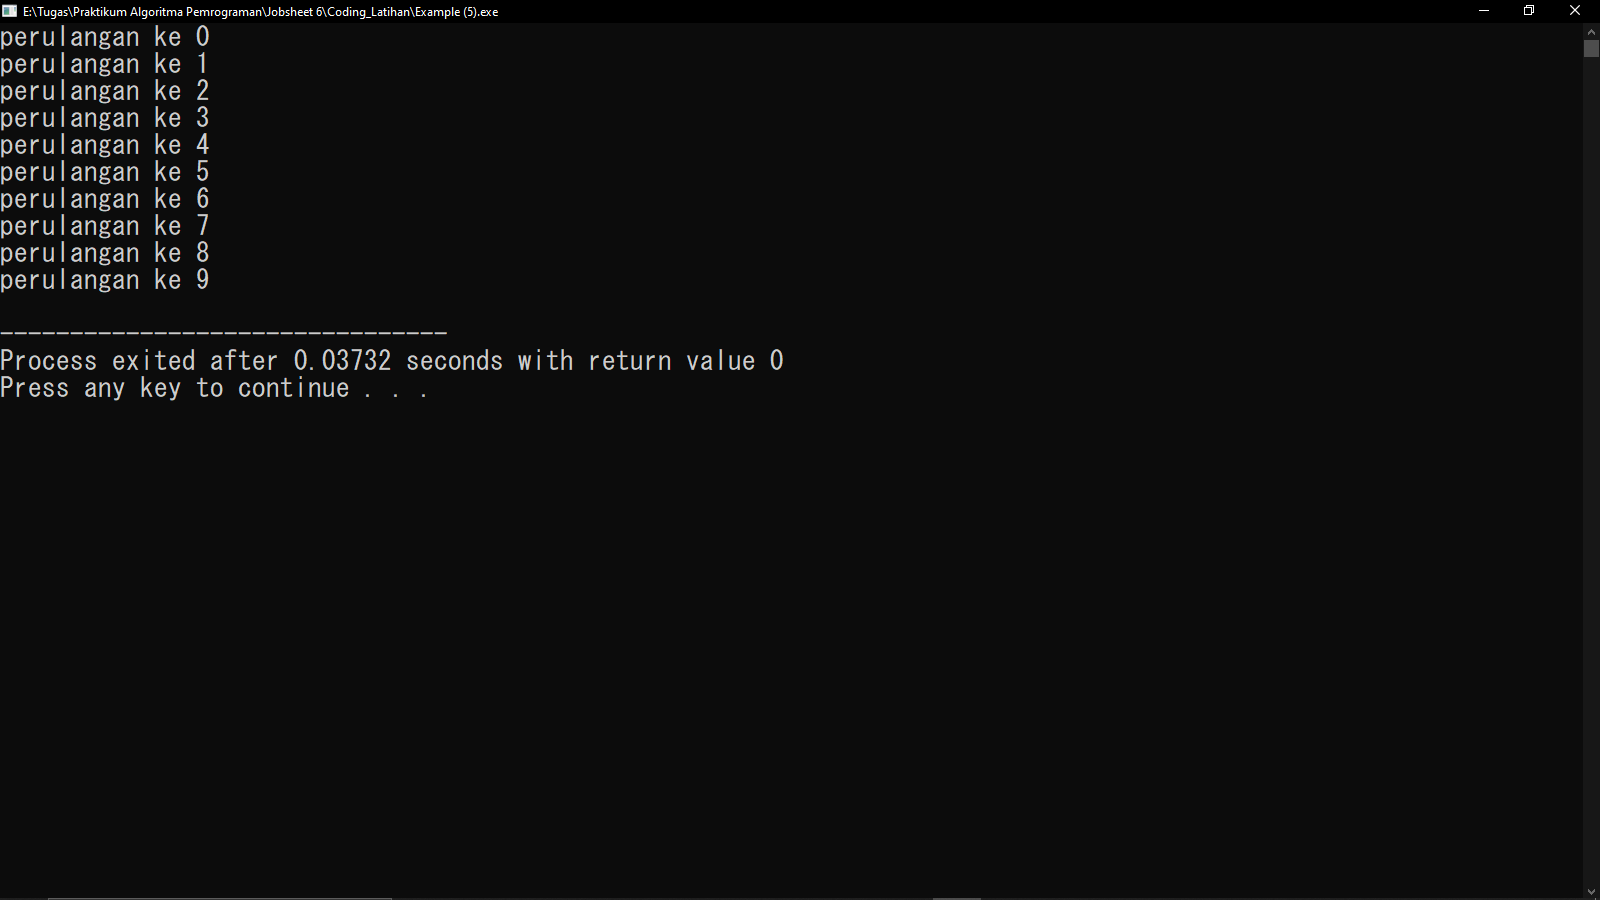 E:\Tugas\Praktikum Algoritma Pemrograman\Jobsheet 6\Coding_Latihan\Example (5).exe
perulangan ke 0
perulangan ke 1
perulangan ke 2
perulangan ke 3
perulangan ke 4
perulangan ke 5
perulangan ke 6
perulangan ke 7
perulangan ke 8
perulangan ke 9
--------------------------------
Process exited after 0.03732 seconds with return value 0
Press any key to continue . . .